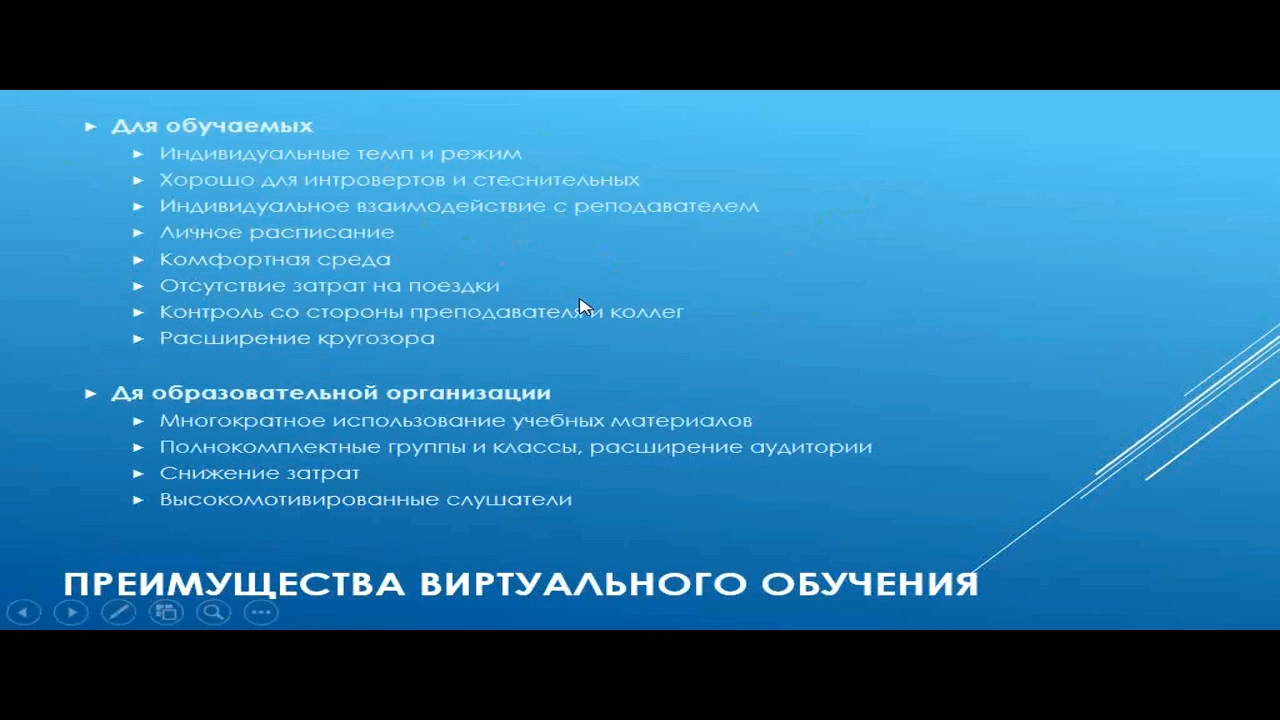 Для обучаемых
Индивидуальные темп и режим
Хорошо для интровертов и стеснительных
Индивидуальное взаимодействие с реподавателем
Личное расписание
Комфортная среда
Отсутствие затрат на поездки
Контроль со стороны преподавателя и коллег
Расширение кругозора
Дя образовательной организации
Многократное использование учебных материалов
Полнокомплектные группы и классы, расширение аудитории
Снижение затрат
Высокомотивированные слушатели
ПРЕИМУЩЕСТВА ВИРТУАЛЬНОГО ОБУЧЕНИЯ